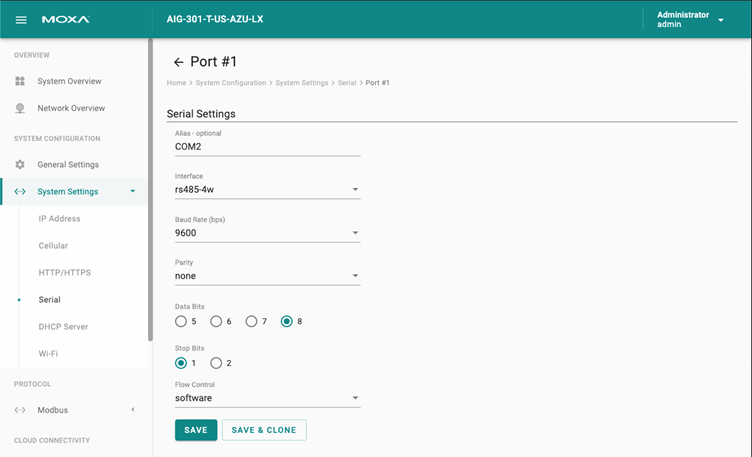 MOXA
AIG-301-T-US-AZU-LX
Administrator
admin
OVERVIEW
System Overview
Network Overview
SYSTEM CONFIGURATION
General Settings
System Settings
IP Address
Cellular
HTTP/HTTPS
Serial
DHCP Server
Wi-Fi
PROTOCOL
Modbus
CLOUD CONNECTIVITY
Port #1
Home > System Configuration > System Settings > Serial > Port #1
Serial Settings
Alias - optional
COM2
Interface
rs485-4w
Baud Rate (bps)
9600
Parity
none
Data Bits
5 6 7 8
Stop Bits
1 2
Flow Control
software
SAVE SAVE & CLONE